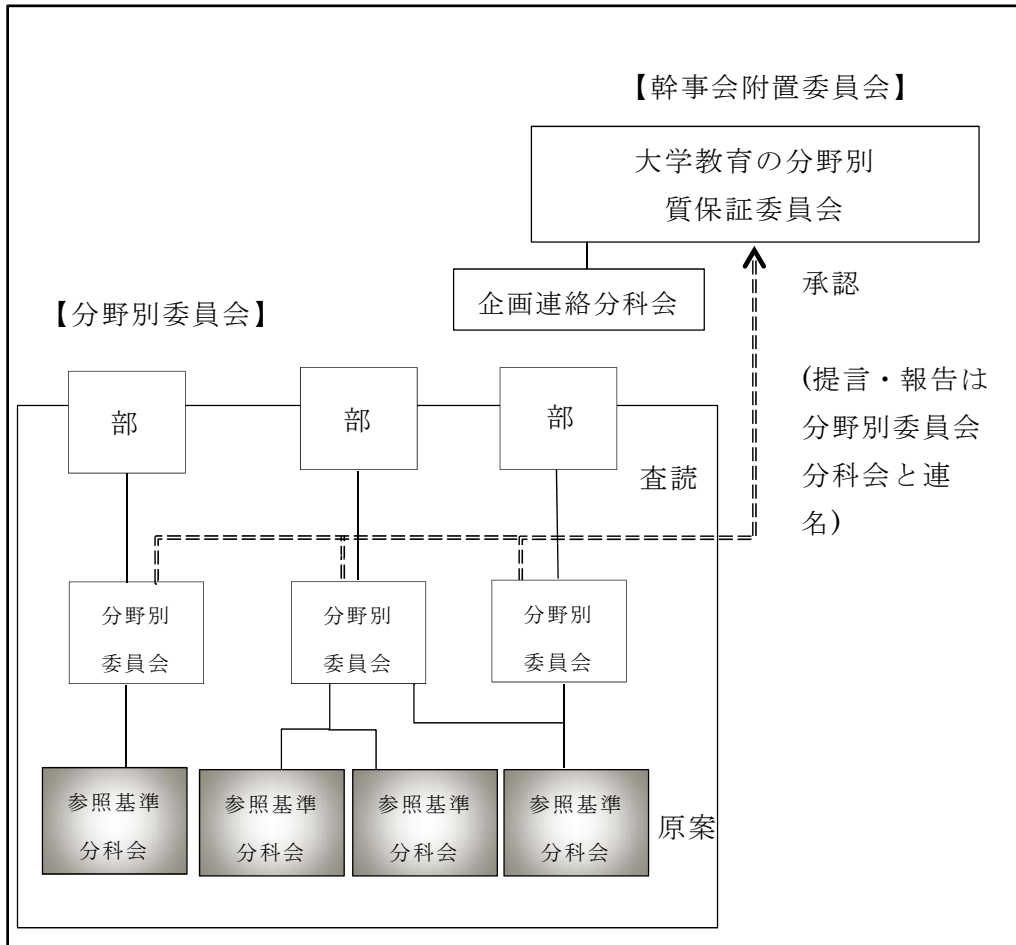 【幹事会附置委員会】
大学教育の分野別
質保証委員会
企画連絡分科会
承認
【分野別委員会】
(提言・報告は
分野別委員会
分科会と連
名)
部
部
部
査読
分野別
委員会
分野別
委員会
分野別
委員会
参照基準
分科会
参照基準
分科会
参照基準
分科会
参照基準
分科会
原案